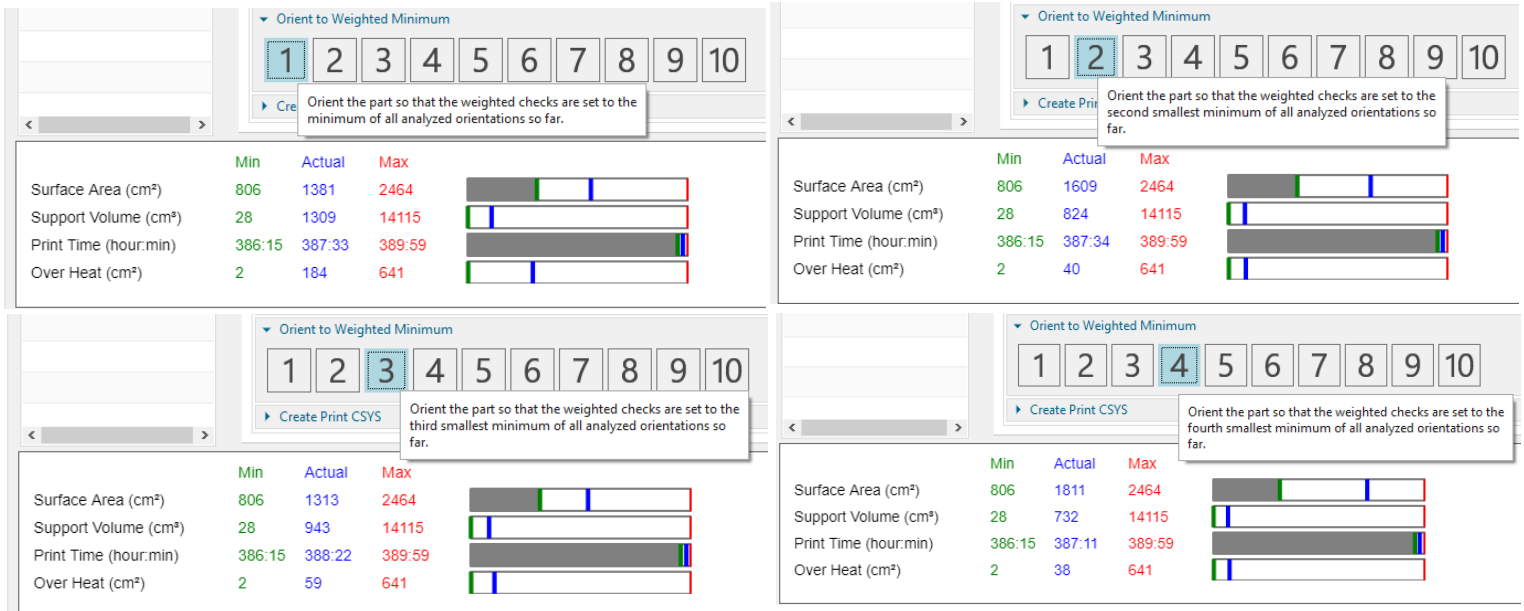 Orient to Weighted Minimum
1 2 3 4 5 6 7 8 9 10
Cre
Orient the part so that the weighted checks are set to the
minimum of all analyzed orientations so far.
Min Actual Max
Surface Area (cm²) 806 1381 2464
Support Volume (cm³) 28 1309 14115
Print Time (hour:min) 386:15 387:33 389:59
Over Heat (cm²) 2 184 641
Orient to Weighted Minimum
1 2 3 4 5 6 7 8 9 10
Create Prin
Orient the part so that the weighted checks are set to the
second smallest minimum of all analyzed orientations so
far.
Min Actual Max
Surface Area (cm²) 806 1609 2464
Support Volume (cm³) 28 824 14115
Print Time (hour:min) 386:15 387:34 389:59
Over Heat (cm²) 2 40 641
Orient to Weighted Minimum
1 2 3 4 5 6 7 8 9 10
Create Print CSYS
Orient the part so that the weighted checks are set to the
third smallest minimum of all analyzed orientations so
far.
Min Actual Max
Surface Area (cm²) 806 1313 2464
Support Volume (cm³) 28 943 14115
Print Time (hour:min) 386:15 388:22 389:59
Over Heat (cm²) 2 59 641
Orient to Weighted Minimum
1 2 3 4 5 6 7 8 9 10
Create Print CSYS
Orient the part so that the weighted checks are set to the
fourth smallest minimum of all analyzed orientations so
far.
Min Actual Max
Surface Area (cm²) 806 1811 2464
Support Volume (cm³) 28 732 14115
Print Time (hour:min) 386:15 387:11 389:59
Over Heat (cm²) 2 38 641